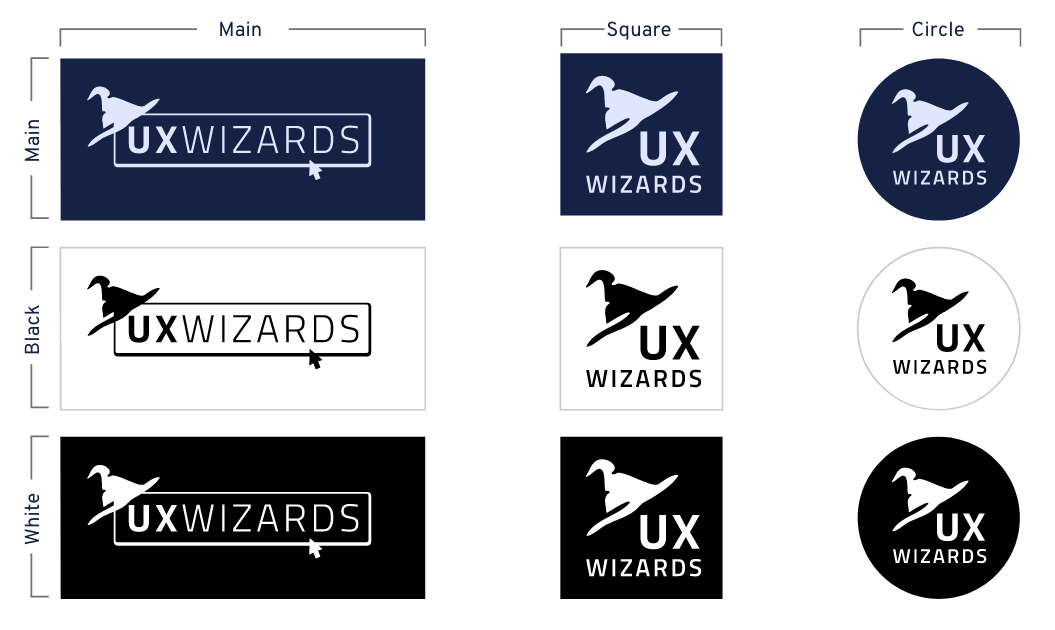 Main
Square
Circle
Main
UXWIZARDS
UX
WIZARDS
UX
WIZARDS
Black
UXWIZARDS
UX
WIZARDS
UX
WIZARDS
White
UXWIZARDS
UX
WIZARDS
UX
WIZARDS